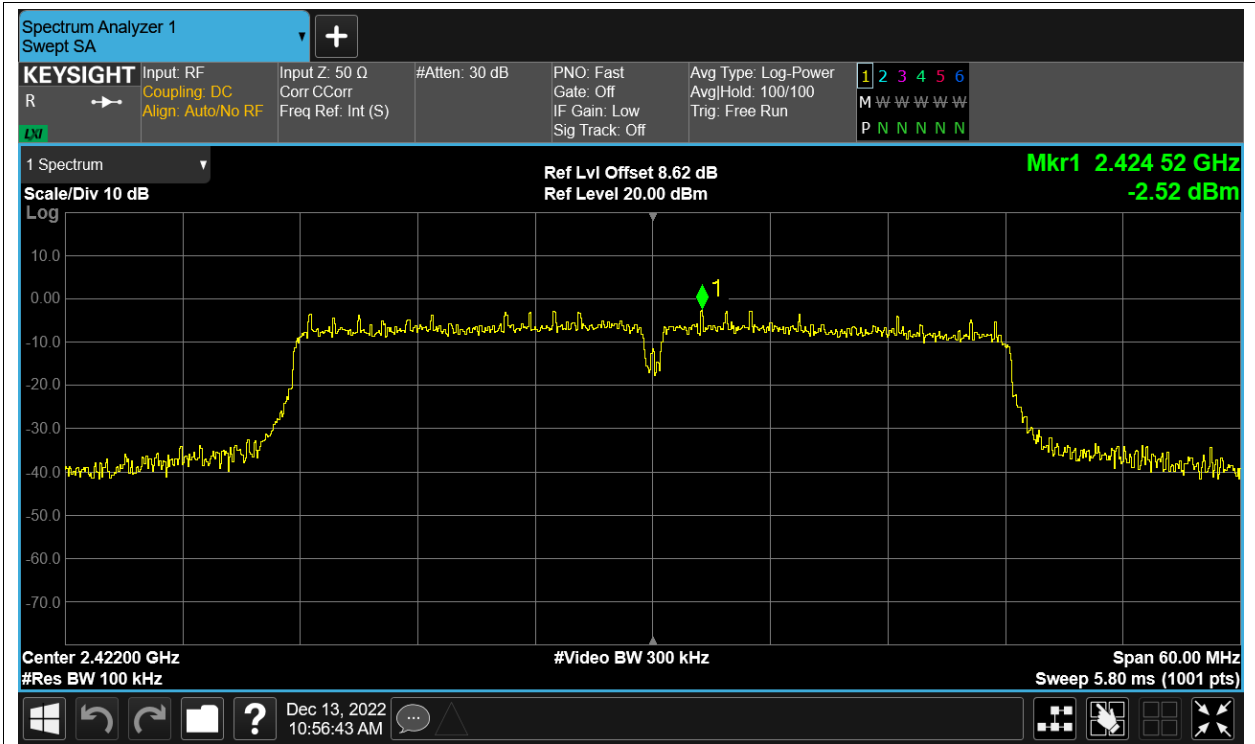 Spectrum Analyzer 1
Swept SA
+
KEYSIGHT
R
LXI
Input: RF
Coupling: DC
Align: Auto/No RF
Input Z: 50 Ω
Corr CCorr
Freq Ref: Int (S)
#Atten: 30 dB
PNO: Fast
Gate: Off
IF Gain: Low
Sig Track: Off
Avg Type: Log-Power
Avg|Hold: 100/100
Trig: Free Run
1 2 3 4 5 6
M W W W W W
P N N N N N
1 Spectrum
Scale/Div 10 dB
Log
Ref Lvl Offset 8.62 dB
Ref Level 20.00 dBm
Mkr1 2.424 52 GHz
-2.52 dBm
1
10.0
0.00
-10.0
-20.0
-30.0
-40.0
-50.0
-60.0
-70.0
Center 2.42200 GHz
#Res BW 100 kHz
#Video BW 300 kHz
Span 60.00 MHz
Sweep 5.80 ms (1001 pts)
?
Dec 13, 2022
10:56:43 AM